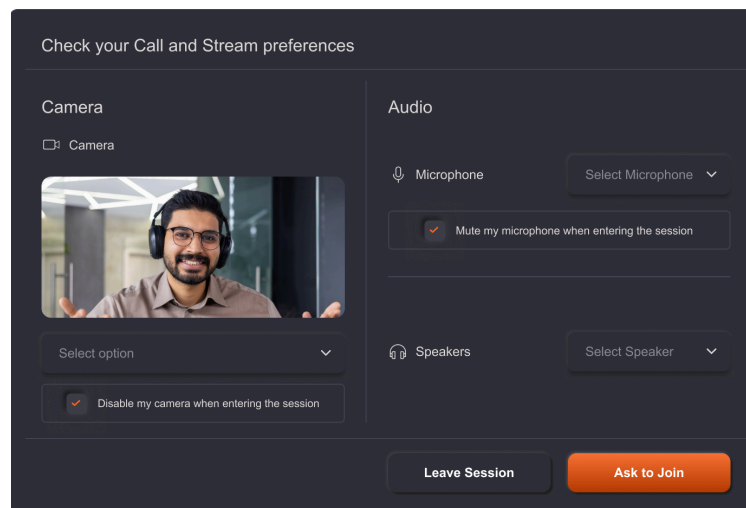 Check your Call and Stream preferences
Camera
Camera
Select option
Disable my camera when entering the session
Audio
Microphone
Select Microphone
Mute my microphone when entering the session
Speakers
Select Speaker
Leave Session
Ask to Join